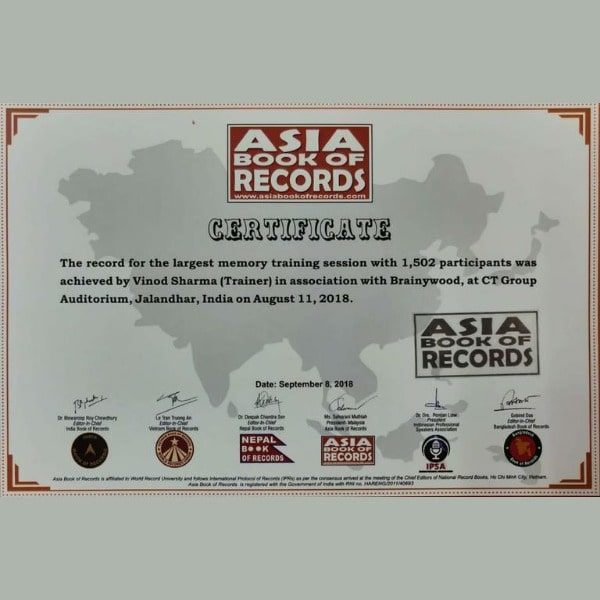 ASIA
BOOK OF
RECORDS
www.asiabookofrecords.com
CERTIFICATE
The record for the largest memory training session with 1,502 participants was
achieved by Vinod Sharma (Trainer) in association with Brainywood, at CT Group
Auditorium, Jalandhar, India on August 11, 2018.
ASIA
BOOK OF
RECORDS
Date: September 8, 2018
Dr. Biswaroop Roy Chowdhury
Editor-in-Chief
India Book of Records
Le Tran Truong An
Editor-in-Chief
Vietnam Book of Records
Dr. Deepak Chandra Sen
Editor-in-Chief
Nepal Book of Records
Ms. Saharani Muthiah
President- Malaysia
Asia Book of Records
President
Indonesian Professional
Speakers Association
Das
Editor-in-Chief
Bangladesh Book of Records
NEPAL
BOOK
OF RECORDS
ASIA
BOOK OF
RECORDS
IPSA
Asia Book of Records is affiliated to World Record University and follows International Protocol of Records (IPRs) as per the consensus arrived at the meeting of the Chief Editors of National Record Books, Ho Chi Minh City, Vietnam.
Asia Book of Records is registered with the Government of India with RNI no. HARENG/2011/40693